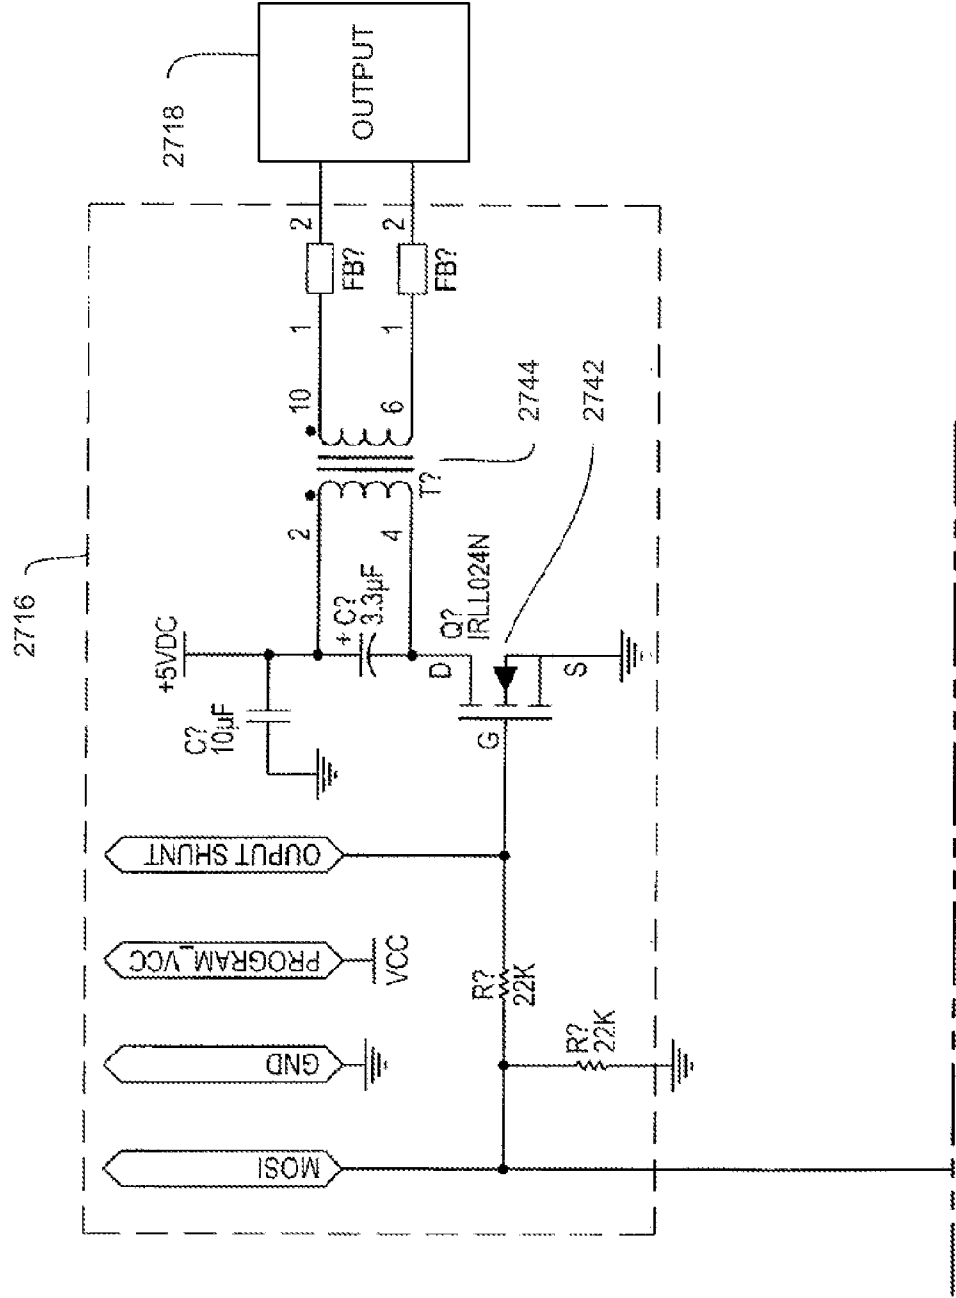 2718
OUTPUT
2
FB?
1
10
2
FB?
1
6
2744
2742
T?
2
4
2716
+5VDC
+ C?
3.3µF
Q?
IRLL024N
D
S
G
C?
10µF
OUPUT SHUNT
PROGRAM_VCC
VCC
GND
MOSI
R?
22K
R?
22K